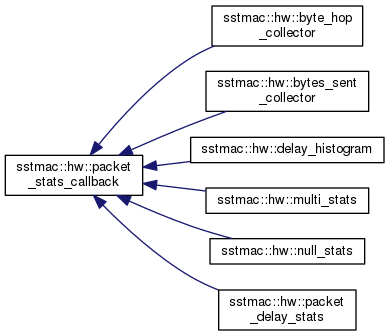 sstmac::hw::byte_hop
_collector
sstmac::hw::bytes_sent
_collector
sstmac::hw::delay_histogram
sstmac::hw::packet
_stats_callback
sstmac::hw::multi_stats
sstmac::hw::null_stats
sstmac::hw::packet
_delay_stats